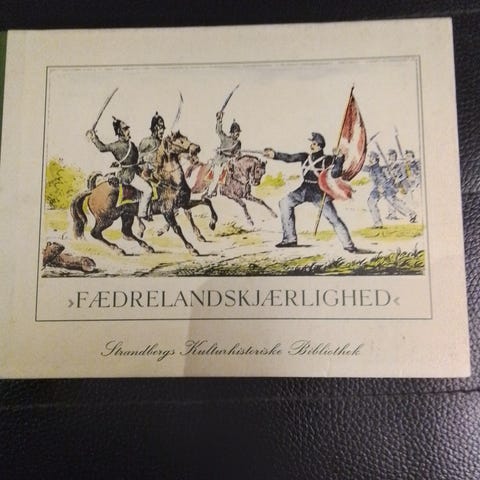 ›FÆDRELANDSKJÆRLIGHED‹
Strandbergs Kulturhistoriske Bibliothek